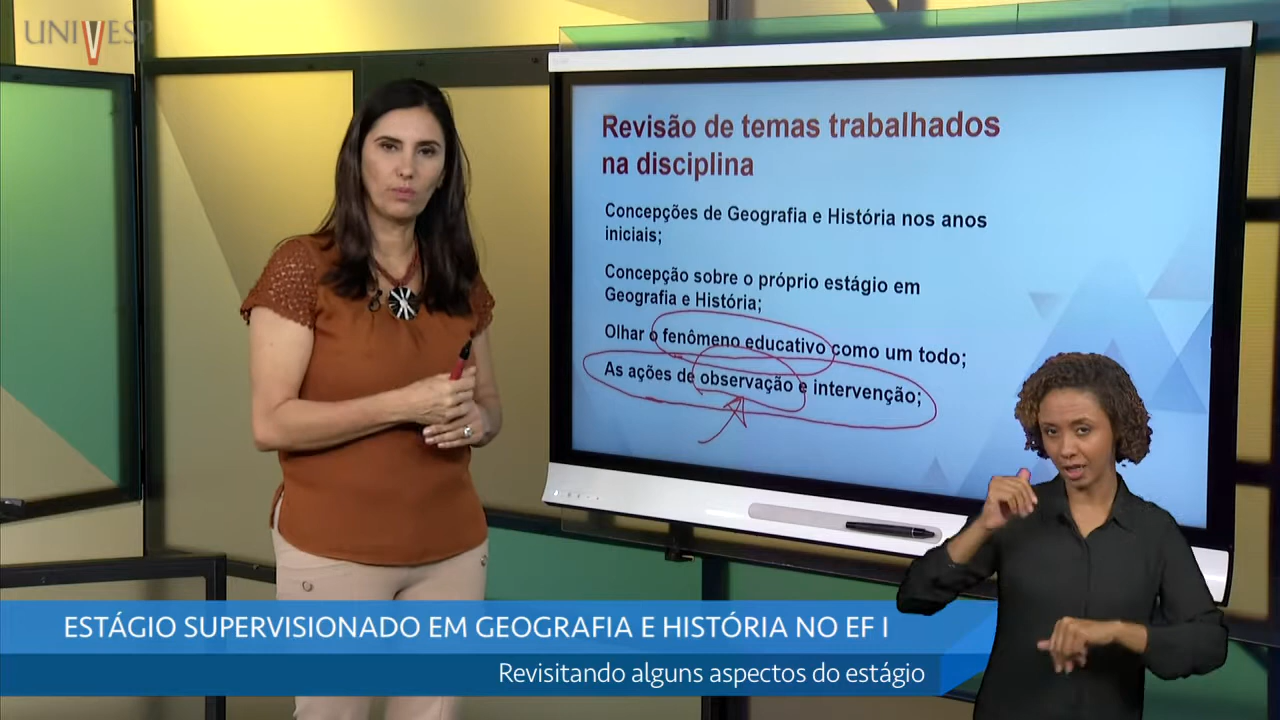 UNIVESP
Revisão de temas trabalhados
na disciplina
Concepções de Geografia e História nos anos
iniciais;
Concepção sobre o próprio estágio em
Geografia e História;
Olhar o fenômeno educativo como um todo;
As ações de observação e intervenção;
ESTÁGIO SUPERVISIONADO EM GEOGRAFIA E HISTÓRIA NO EF I
Revisitando alguns aspectos do estágio